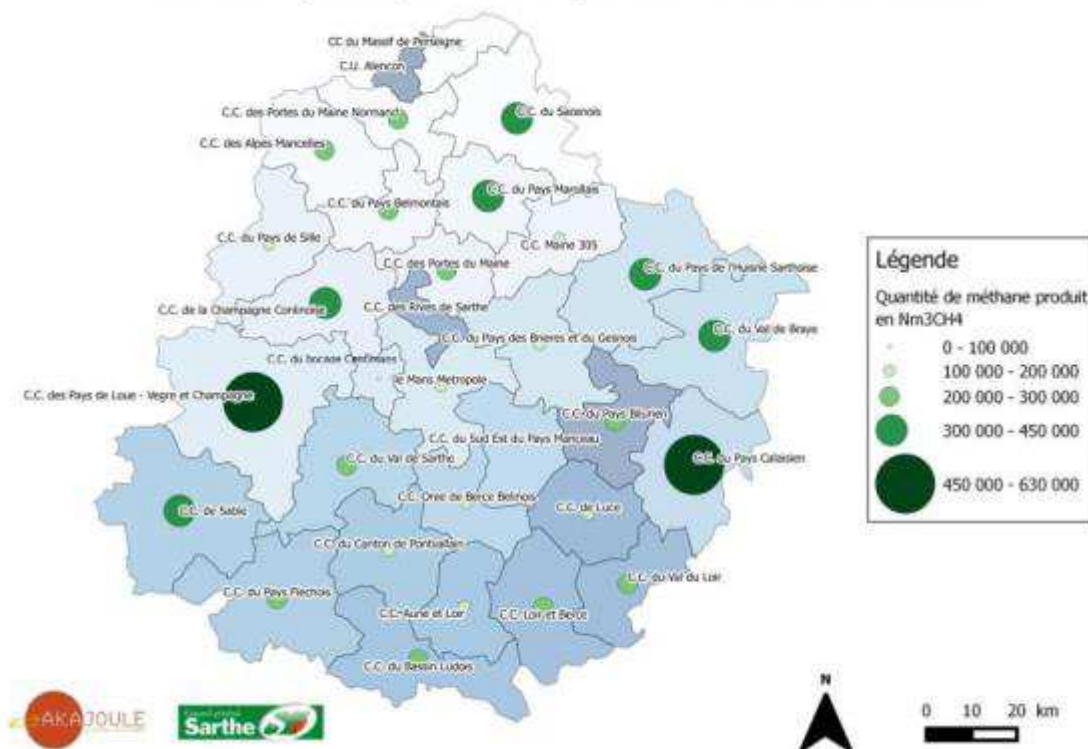 CC du Massif de Perseigne
C.U. Alencon
C.C. des Portes du Maine Normand
C.C. du Saosnois
C.C. des Alpes Mancelles
C.C. du Pays Marollais
C.C. du Pays Belmontais
C.C. du Pays de Sille
C.C. Maine 305
C.C. des Portes du Maine
C.C. du Pays de l'Huisne Sarthoise
C.C. de la Champagne Conlinoise
C.C. des Rives de Sarthe
C.C. du Val de Braye
C.C. du Pays des Brieres et du Gesnois
C.C. du bocage Cenomans
le Mans Metropole
C.C. des Pays de Loue - Vegre et Champagne
C.C. du Pays Bilurien
C.C. du Sud Est du Pays Manceau
C.C. du Val de Sarthe
C.C. du Pays Calaisien
C.C. Oree de Berce Belinois
C.C. de Sable
C.C. de Luce
C.C. du Canton de Pontvallain
C.C. du Val du Loir
C.C. du Pays Flechois
C.C. Aune et Loir
C.C. Loir et Berce
C.C. du Bassin Ludois
Légende
Quantité de méthane produit
en Nm3CH4
0 - 100 000
100 000 - 200 000
200 000 - 300 000
300 000 - 450 000
450 000 - 630 000
AKAJOULE
Sarthe
N
0 10 20 km